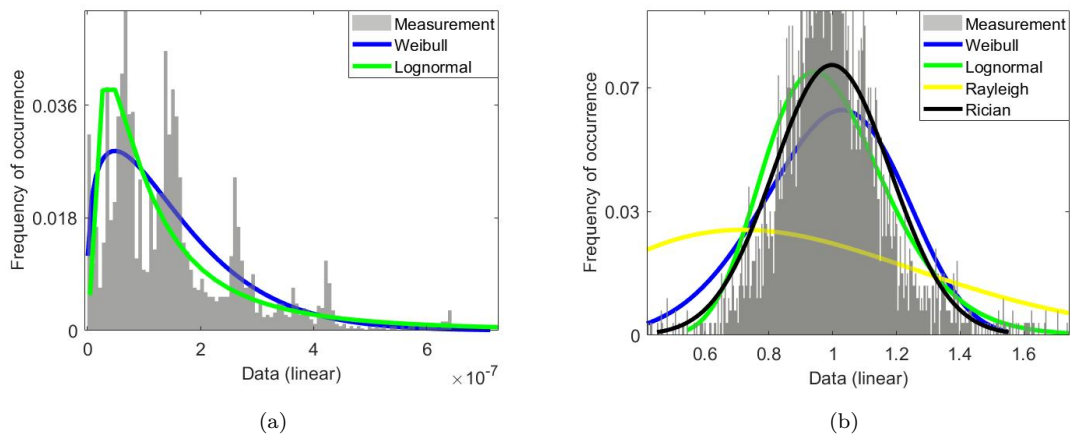 Measurement
Weibull
Lognormal
Frequency of occurrence
0.036
0.018
0
0 2 4 6
Data (linear)
×10-7
(a)
Measurement
Weibull
Lognormal
Rayleigh
Rician
Frequency of occurrence
0.07
0.03
0
0.6 0.8 1 1.2 1.4 1.6
Data (linear)
(b)